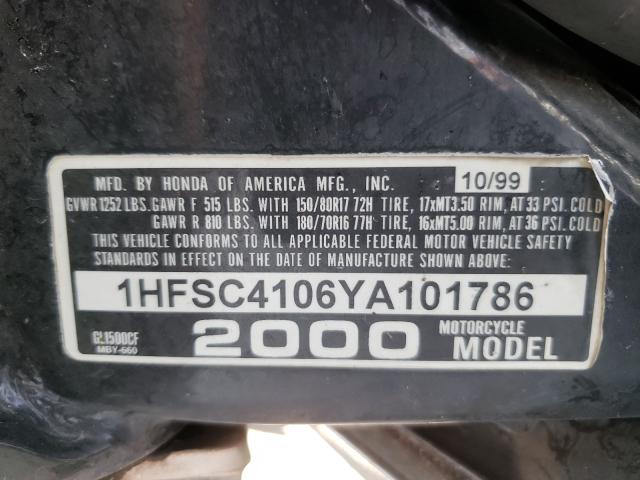 MFD. BY HONDA OF AMERICA MFG., INC. 10/99
GVWR 1252 LBS. GAWR F 515 LBS. WITH 150/80R17 72H TIRE, 17xMT3.50 RIM, AT 33 PSI. COLD
GAWR R 810 LBS. WITH 180/70R16 77H TIRE, 16xMT5.00 RIM, AT 36 PSI. COLD
THIS VEHICLE CONFORMS TO ALL APPLICABLE FEDERAL MOTOR VEHICLE SAFETY
STANDARDS IN EFFECT ON THE DATE OF MANUFACTURE SHOWN ABOVE:
1HFSC4106YA101786
GL1500CF
MBY-660
2000
MOTORCYCLE
MODEL